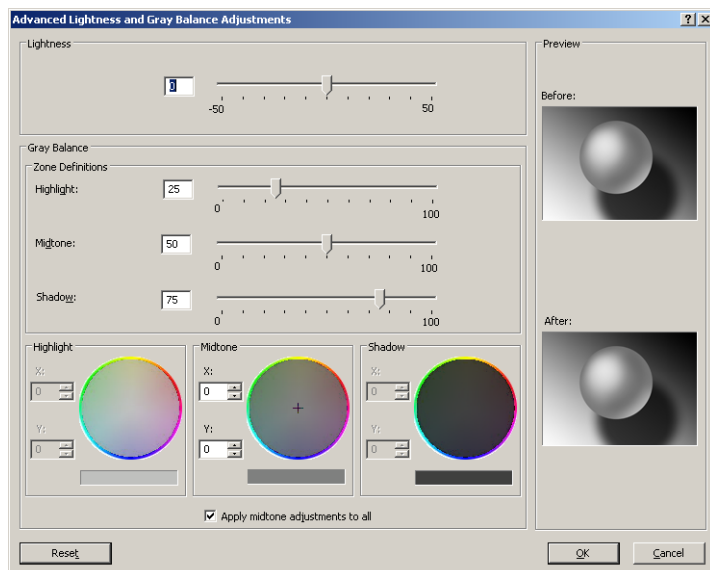 Advanced Lightness and Gray Balance Adjustments
Lightness
0
-50 50
Gray Balance
Zone Definitions
Highlight: 25
0 100
Midtone: 50
0 100
Shadow: 75
0 100
Highlight
X:
0
Y:
0
Midtone
X:
0
Y:
0
Shadow
X:
0
Y:
0
Apply midtone adjustments to all
Preview
Before:
After:
Reset
OK
Cancel